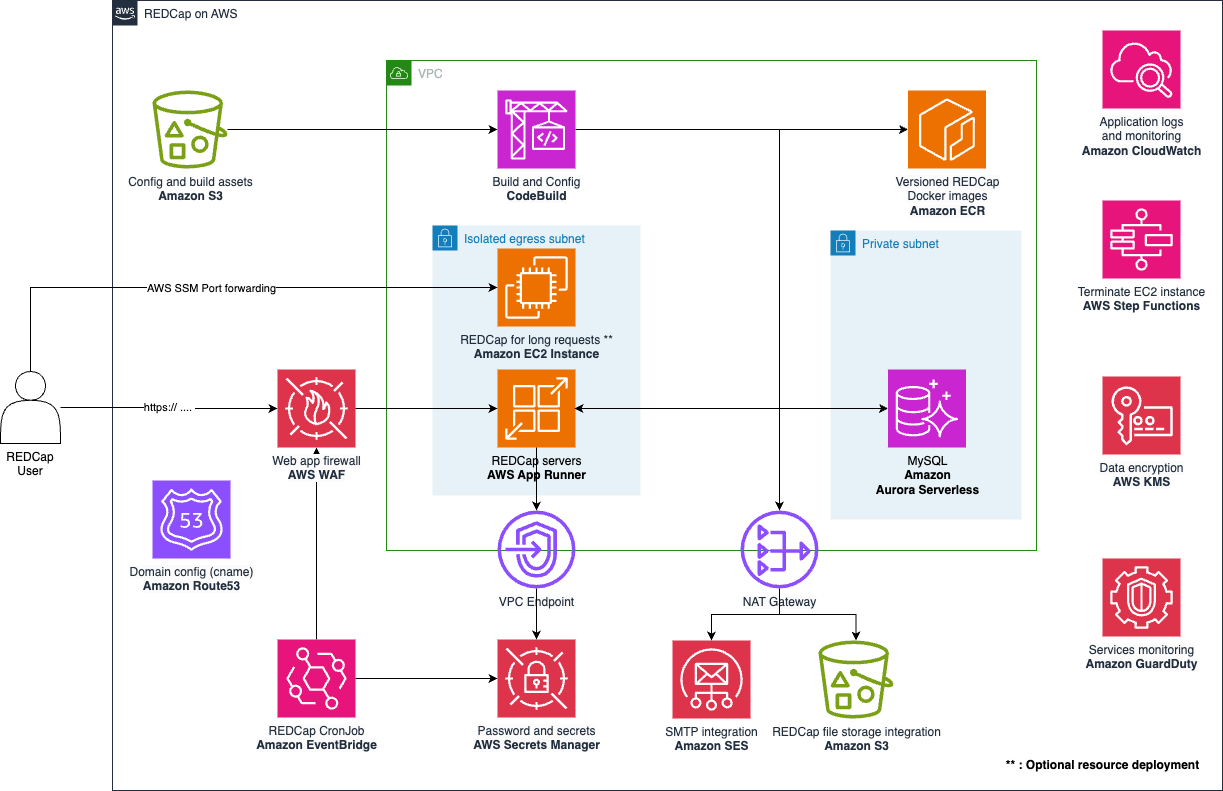 aws
REDCap on AWS
VPC
Config and build assets
Amazon S3
Build and Config
CodeBuild
Versioned REDCap
Docker images
Amazon ECR
Application logs
and monitoring
Amazon CloudWatch
Isolated egress subnet
Private subnet
AWS SSM Port forwarding
REDCap for long requests **
Amazon EC2 Instance
Terminate EC2 instance
AWS Step Functions
https:// ....
REDCap
User
Web app firewall
AWS WAF
REDCap servers
AWS App Runner
MySQL
Amazon
Aurora Serverless
Data encryption
AWS KMS
53
Domain config (cname)
Amazon Route53
VPC Endpoint
NAT Gateway
Services monitoring
Amazon GuardDuty
REDCap CronJob
Amazon EventBridge
Password and secrets
AWS Secrets Manager
SMTP integration
Amazon SES
REDCap file storage integration
Amazon S3
** : Optional resource deployment